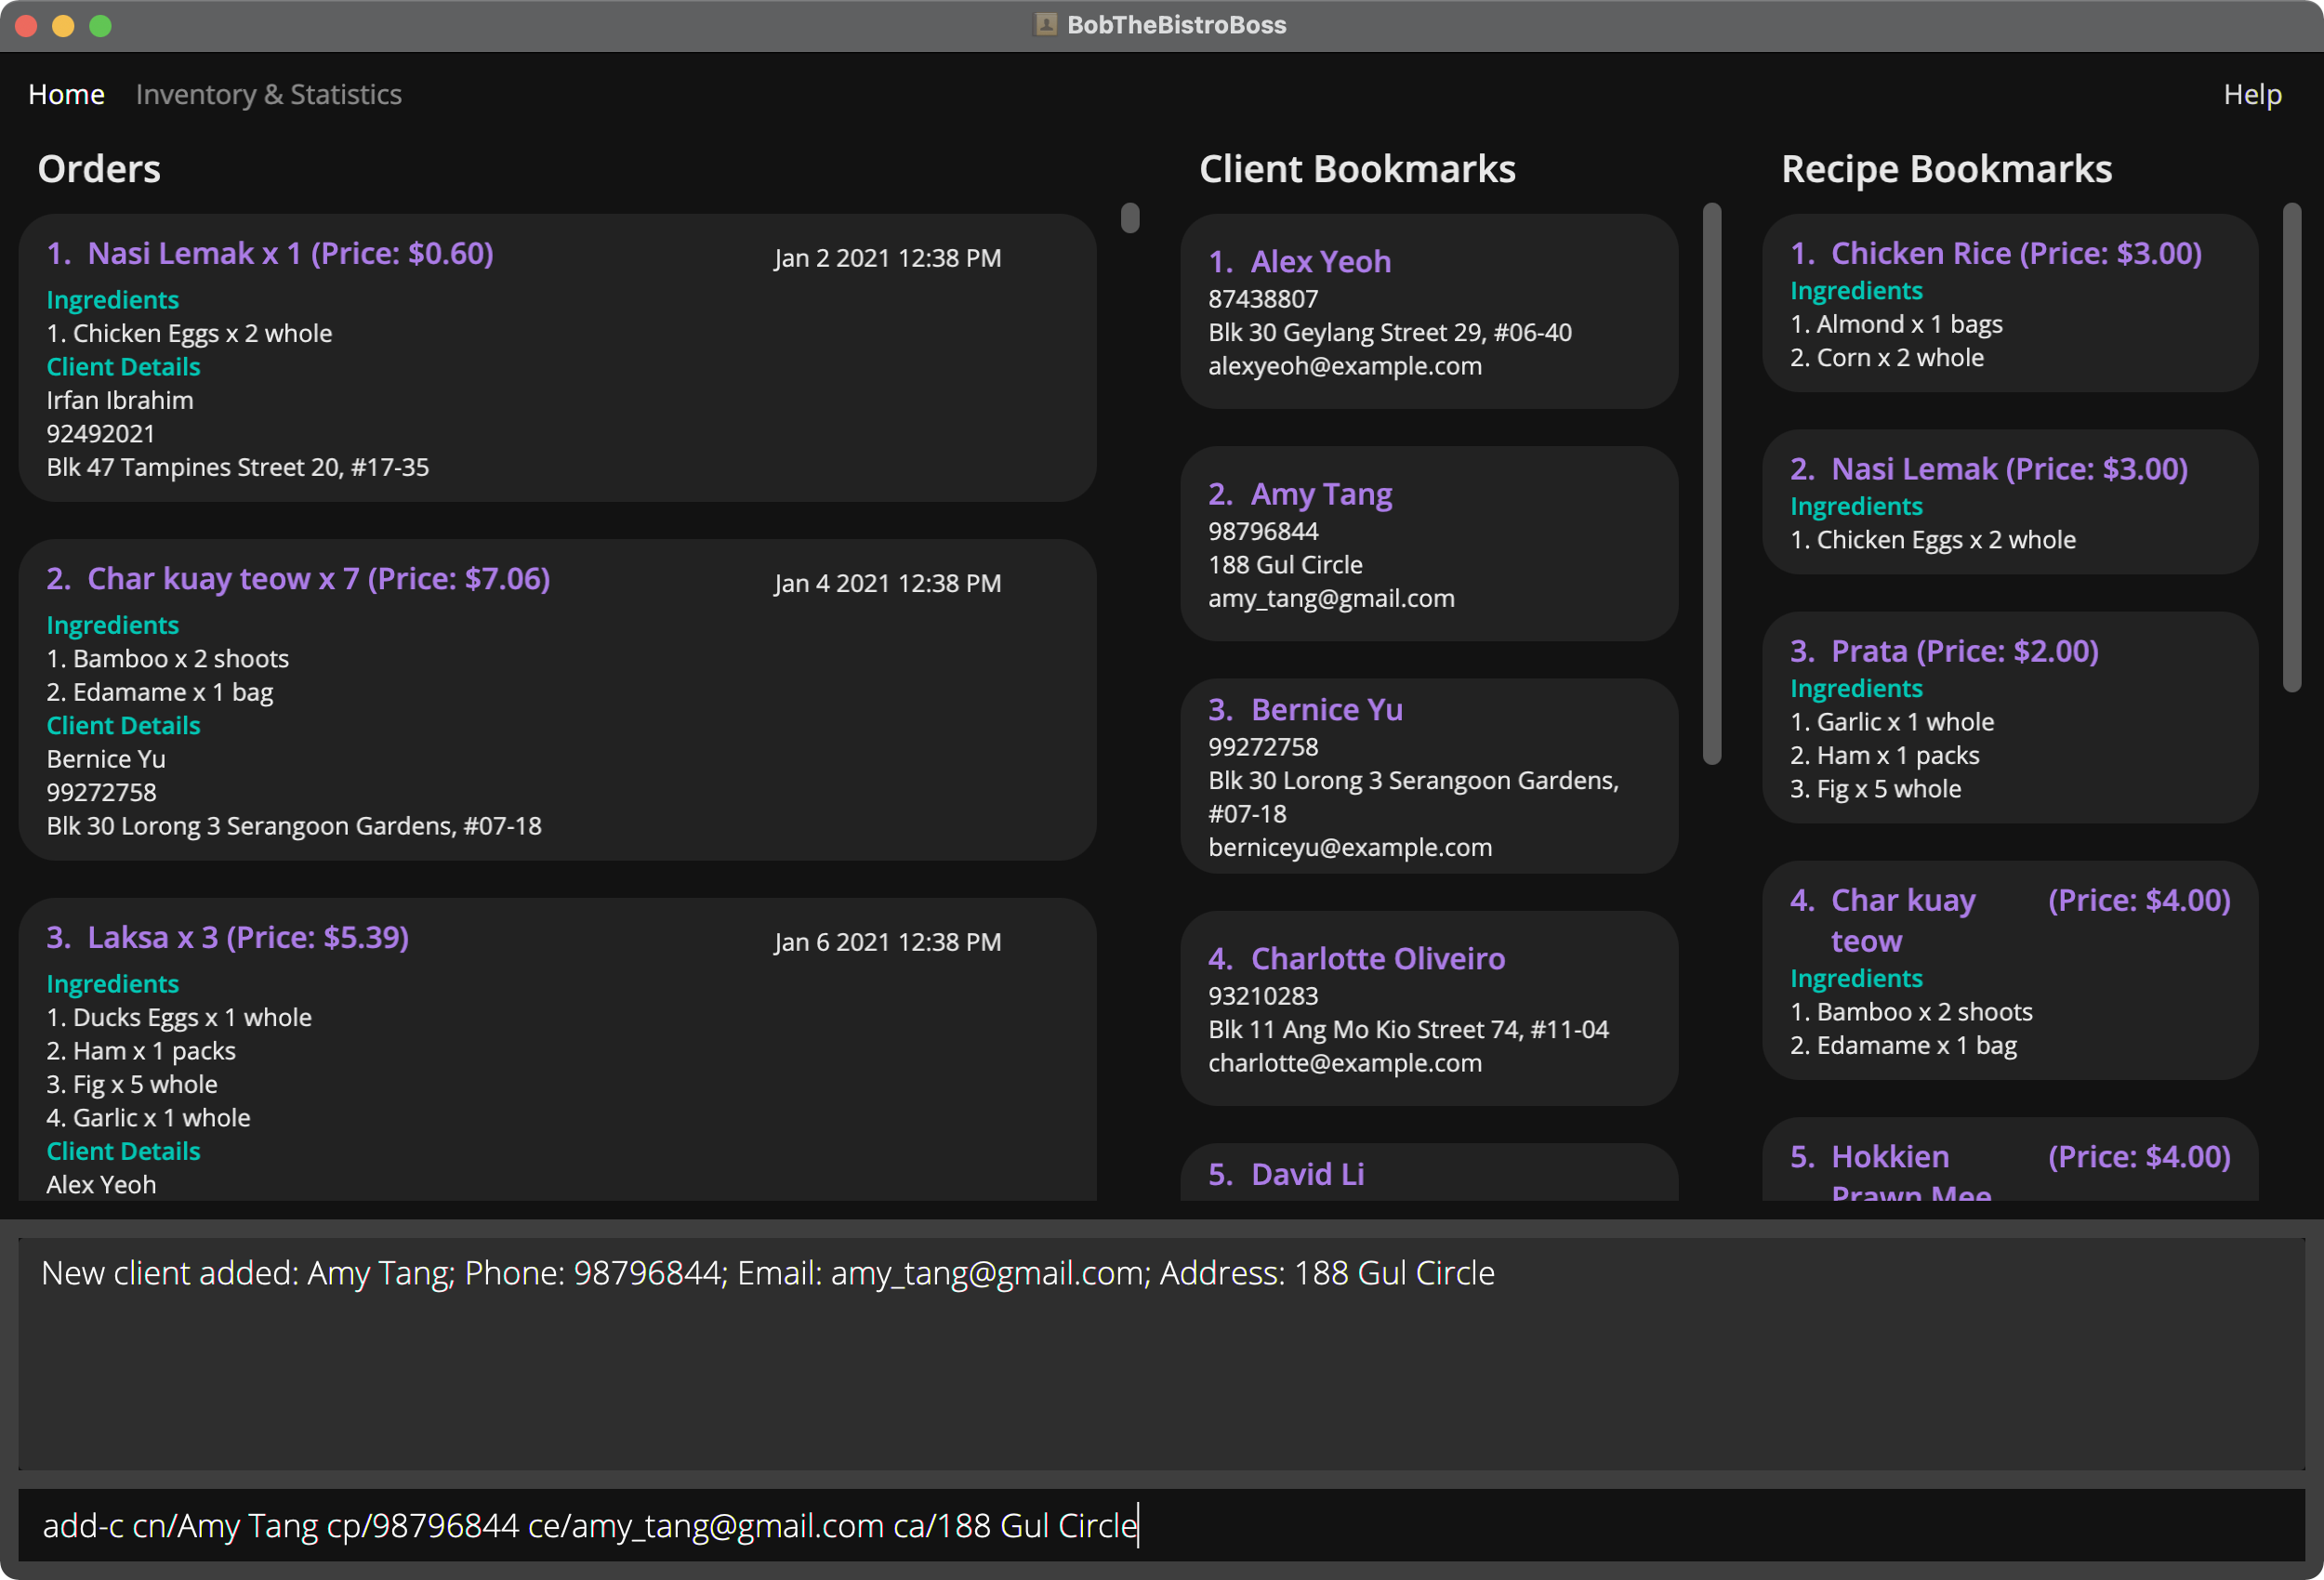 BobTheBistroBoss
Home
Inventory & Statistics
Help
Orders
1. Nasi Lemak x 1 (Price: $0.60)
Jan 2 2021 12:38 PM
Ingredients
1. Chicken Eggs x 2 whole
Client Details
Irfan Ibrahim
92492021
Blk 47 Tampines Street 20, #17-35
2. Char kuay teow x 7 (Price: $7.06)
Jan 4 2021 12:38 PM
Ingredients
1. Bamboo x 2 shoots
2. Edamame x 1 bag
Client Details
Bernice Yu
99272758
Blk 30 Lorong 3 Serangoon Gardens, #07-18
3. Laksa x 3 (Price: $5.39)
Jan 6 2021 12:38 PM
Ingredients
1. Ducks Eggs x 1 whole
2. Ham x 1 packs
3. Fig x 5 whole
4. Garlic x 1 whole
Client Details
Alex Yeoh
Client Bookmarks
1. Alex Yeoh
87438807
Blk 30 Geylang Street 29, #06-40
alexyeoh@example.com
2. Amy Tang
98796844
188 Gul Circle
amy_tang@gmail.com
3. Bernice Yu
99272758
Blk 30 Lorong 3 Serangoon Gardens,
#07-18
berniceyu@example.com
4. Charlotte Oliveiro
93210283
Blk 11 Ang Mo Kio Street 74, #11-04
charlotte@example.com
5. David Li
Recipe Bookmarks
1. Chicken Rice (Price: $3.00)
Ingredients
1. Almond x 1 bags
2. Corn x 2 whole
2. Nasi Lemak (Price: $3.00)
Ingredients
1. Chicken Eggs x 2 whole
3. Prata (Price: $2.00)
Ingredients
1. Garlic x 1 whole
2. Ham x 1 packs
3. Fig x 5 whole
4. Char kuay (Price: $4.00)
teow
Ingredients
1. Bamboo x 2 shoots
2. Edamame x 1 bag
5. Hokkien (Price: $4.00)
Prawn Mee
New client added: Amy Tang; Phone: 98796844; Email: amy_tang@gmail.com; Address: 188 Gul Circle
add-c cn/Amy Tang cp/98796844 ce/amy_tang@gmail.com ca/188 Gul Circle